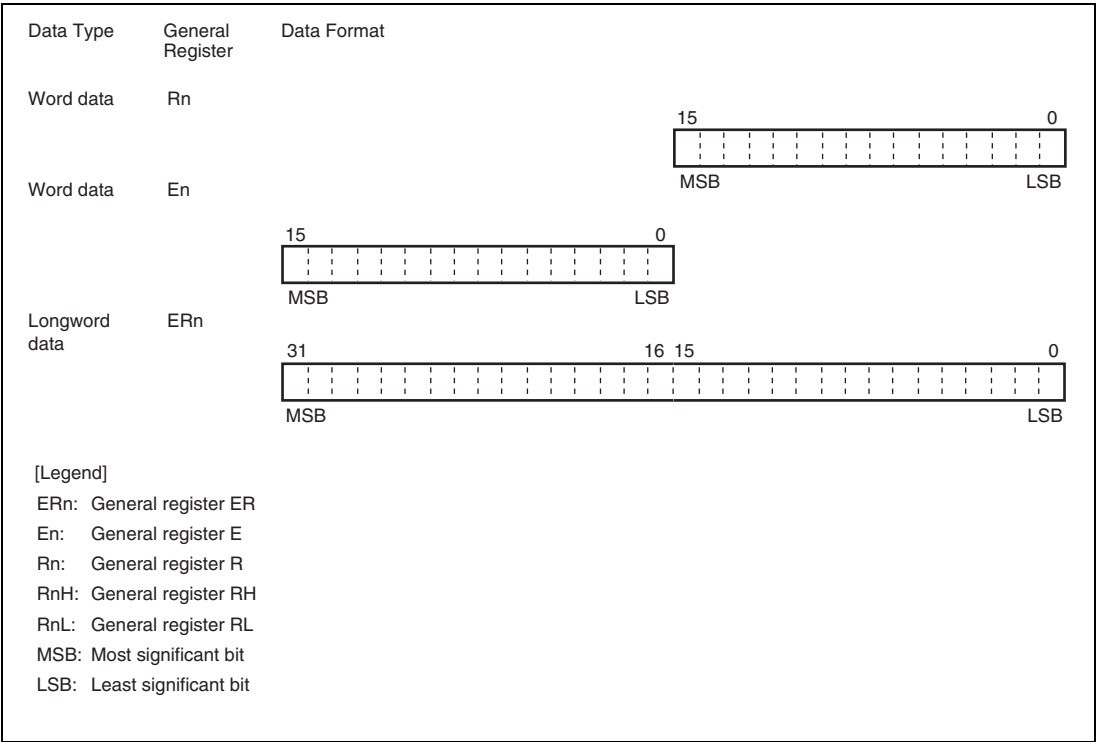 Data Type General Register Data Format
Word data Rn
15 0
MSB LSB
Word data En
15 0
MSB LSB
Longword data ERn
31 16 15 0
MSB LSB
[Legend]
ERn: General register ER
En: General register E
Rn: General register R
RnH: General register RH
RnL: General register RL
MSB: Most significant bit
LSB: Least significant bit